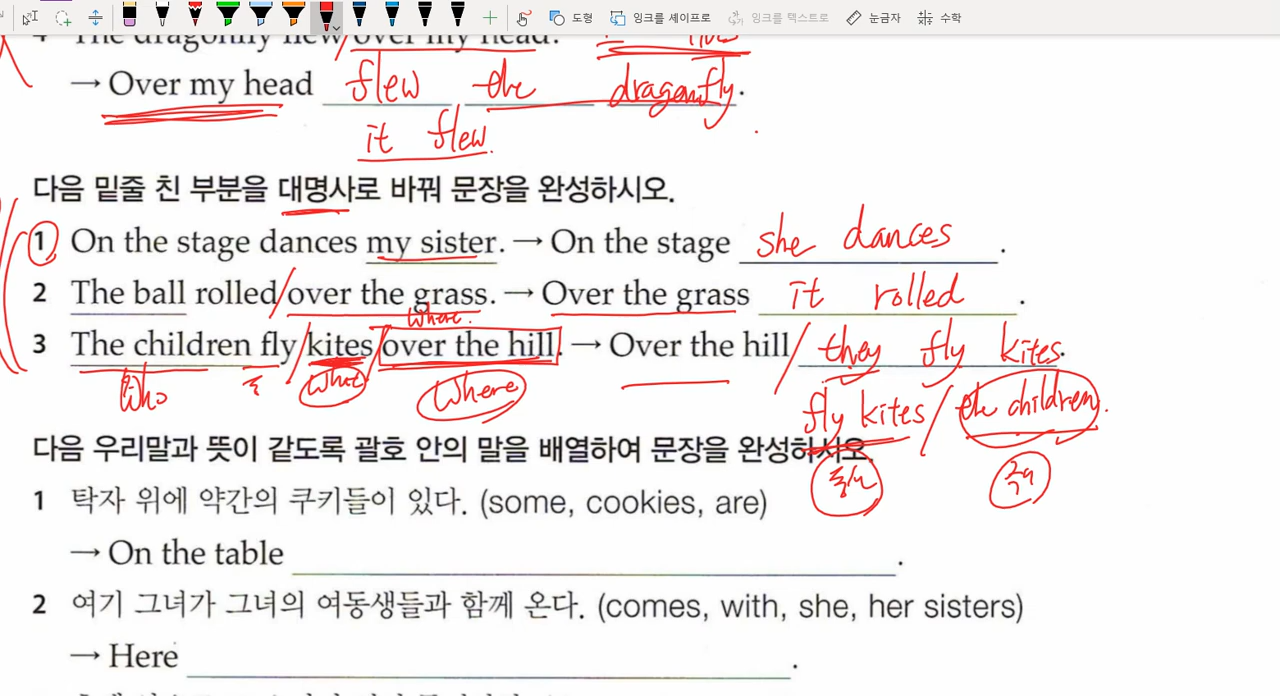 도형 잉크를 셰이프로 잉크를 텍스트로 눈금자 수학
4 The dragonfly flew/over my head.
→ Over my head flew the dragonfly.
it flew.
다음 밑줄 친 부분을 대명사로 바꿔 문장을 완성하시오.
1 On the stage dances my sister. → On the stage she dances.
2 The ball rolled/over the grass. → Over the grass it rolled.
where.
3 The children fly/kites/over the hill. → Over the hill/they fly kites.
Who What Where fly kites/the children.
다음 우리말과 뜻이 같도록 괄호 안의 말을 배열하여 문장을 완성하시오.
1 탁자 위에 약간의 쿠키들이 있다. (some, cookies, are)
→ On the table .
2 여기 그녀가 그녀의 여동생들과 함께 온다. (comes, with, she, her sisters)
→ Here .